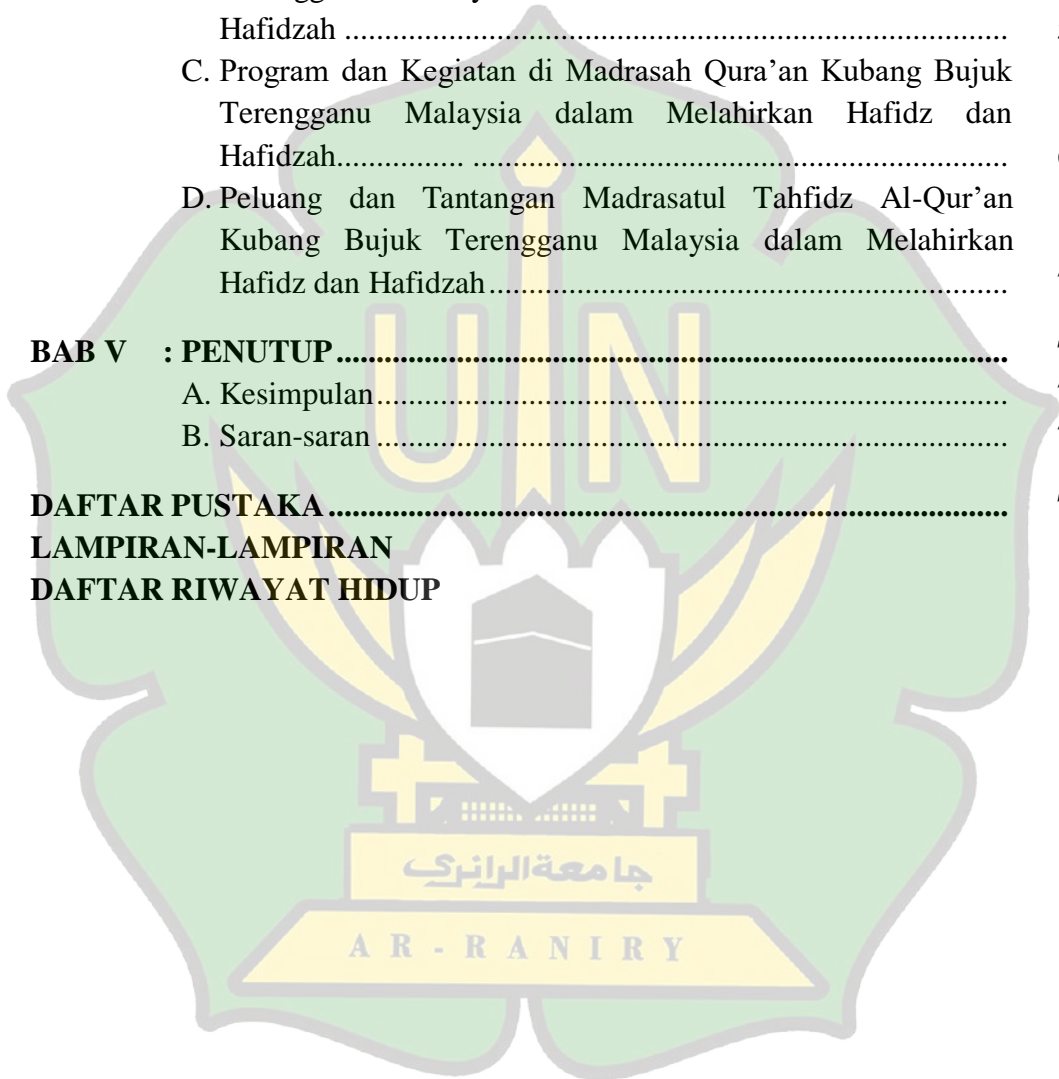 Hafidzah ....................................................................................
C. Program dan Kegiatan di Madrasah Qura’an Kubang Bujuk
Terengganu Malaysia dalam Melahirkan Hafidz dan
Hafidzah................ ...................................................................
D. Peluang dan Tantangan Madrasatul Tahfidz Al-Qur’an
Kubang Bujuk Terengganu Malaysia dalam Melahirkan
Hafidz dan Hafidzah .................................................................
BAB V : PENUTUP .....................................................................................
A. Kesimpulan ................................................................................
B. Saran-saran ................................................................................
DAFTAR PUSTAKA ......................................................................................
LAMPIRAN-LAMPIRAN
DAFTAR RIWAYAT HIDUP
UIN
جامعة الرانري
AR-RANIRY